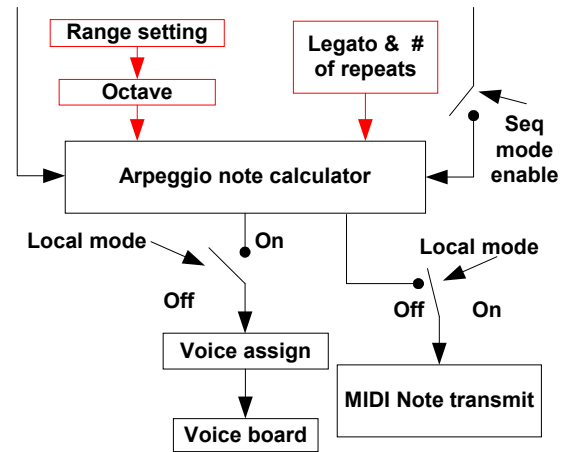 Range setting
Legato & #
of repeats
Octave
Seq
mode
enable
Arpeggio note calculator
Local mode
On
Off
Local mode
Off
On
Voice assign
MIDI Note transmit
Voice board